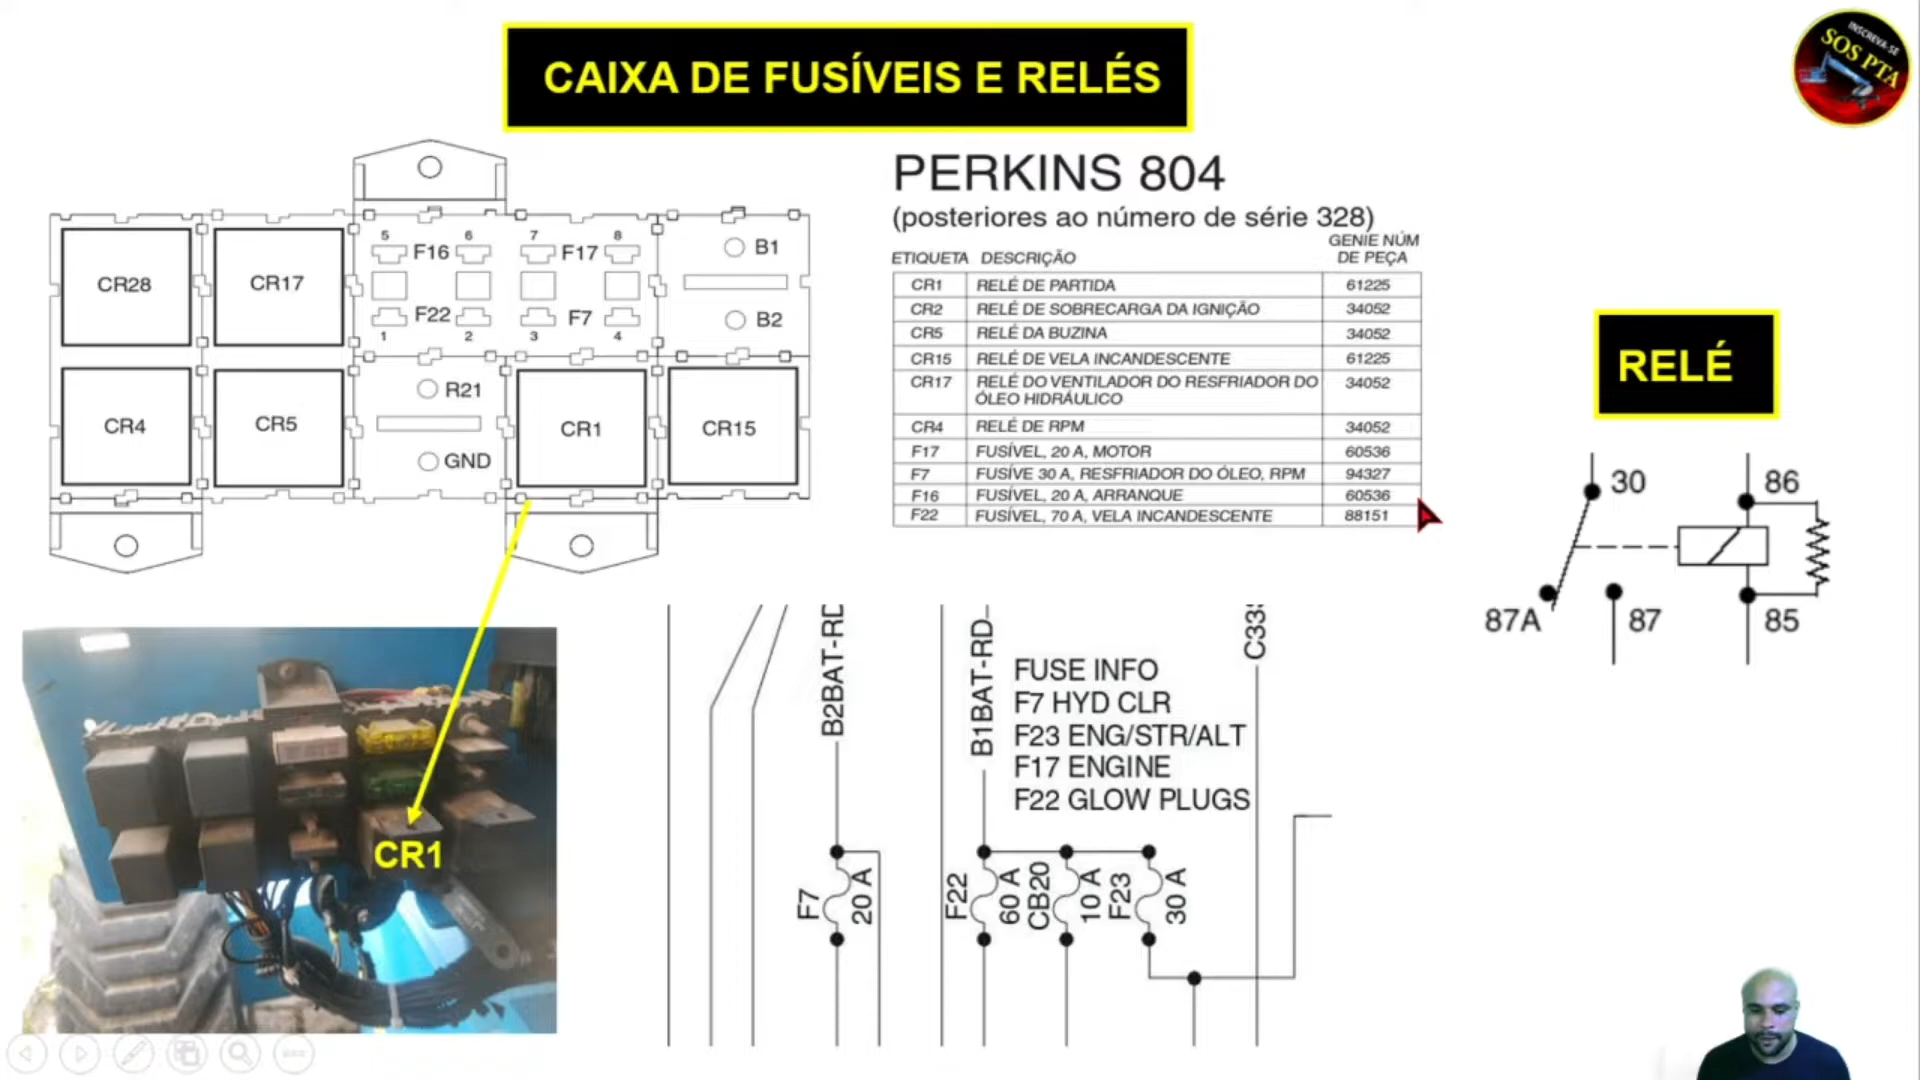 CAIXA DE FUSÍVEIS E RELÉS
INSCREVA-SE
SOS PTA
CR28
CR17
5
F16
6
7
F17
8
F22
F7
1
2
3
4
B1
B2
CR4
CR5
R21
GND
CR1
CR15
PERKINS 804
(posteriores ao número de série 328)
ETIQUETA DESCRIÇÃO GENIE NÚM DE PEÇA
CR1 RELÉ DE PARTIDA 61225
CR2 RELÉ DE SOBRECARGA DA IGNIÇÃO 34052
CR5 RELÉ DA BUZINA 34052
CR15 RELÉ DE VELA INCANDESCENTE 61225
CR17 RELÉ DO VENTILADOR DO RESFRIADOR DO 34052
ÓLEO HIDRÁULICO
CR4 RELÉ DE RPM 34052
F17 FUSÍVEL, 20 A, MOTOR 60536
F7 FUSÍVE 30 A, RESFRIADOR DO ÓLEO, RPM 94327
F16 FUSÍVEL, 20 A, ARRANQUE 60536
F22 FUSÍVEL, 70 A, VELA INCANDESCENTE 88151
RELÉ
30
86
87A
87
85
CR1
B2BAT-RD
B1BAT-RD
C33
FUSE INFO
F7 HYD CLR
F23 ENG/STR/ALT
F17 ENGINE
F22 GLOW PLUGS
F7
20 A
F22
60 A
CB20
10 A
F23
30 A